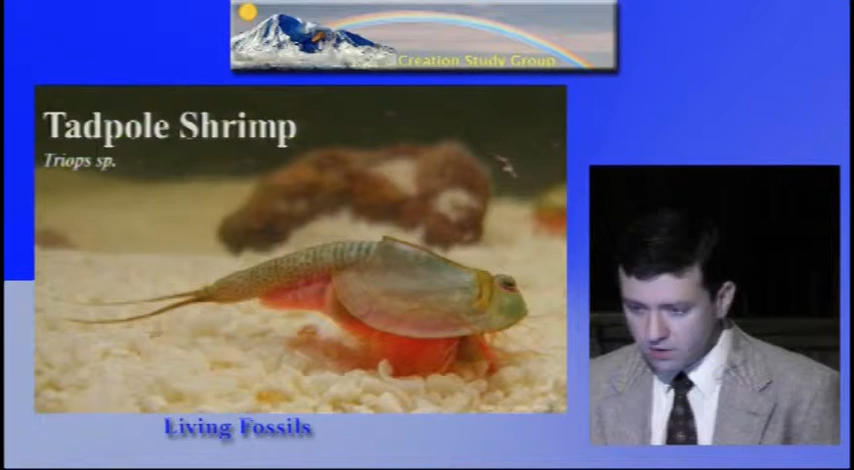 Creation Study Group
Tadpole Shrimp
Triops sp.
Living Fossils